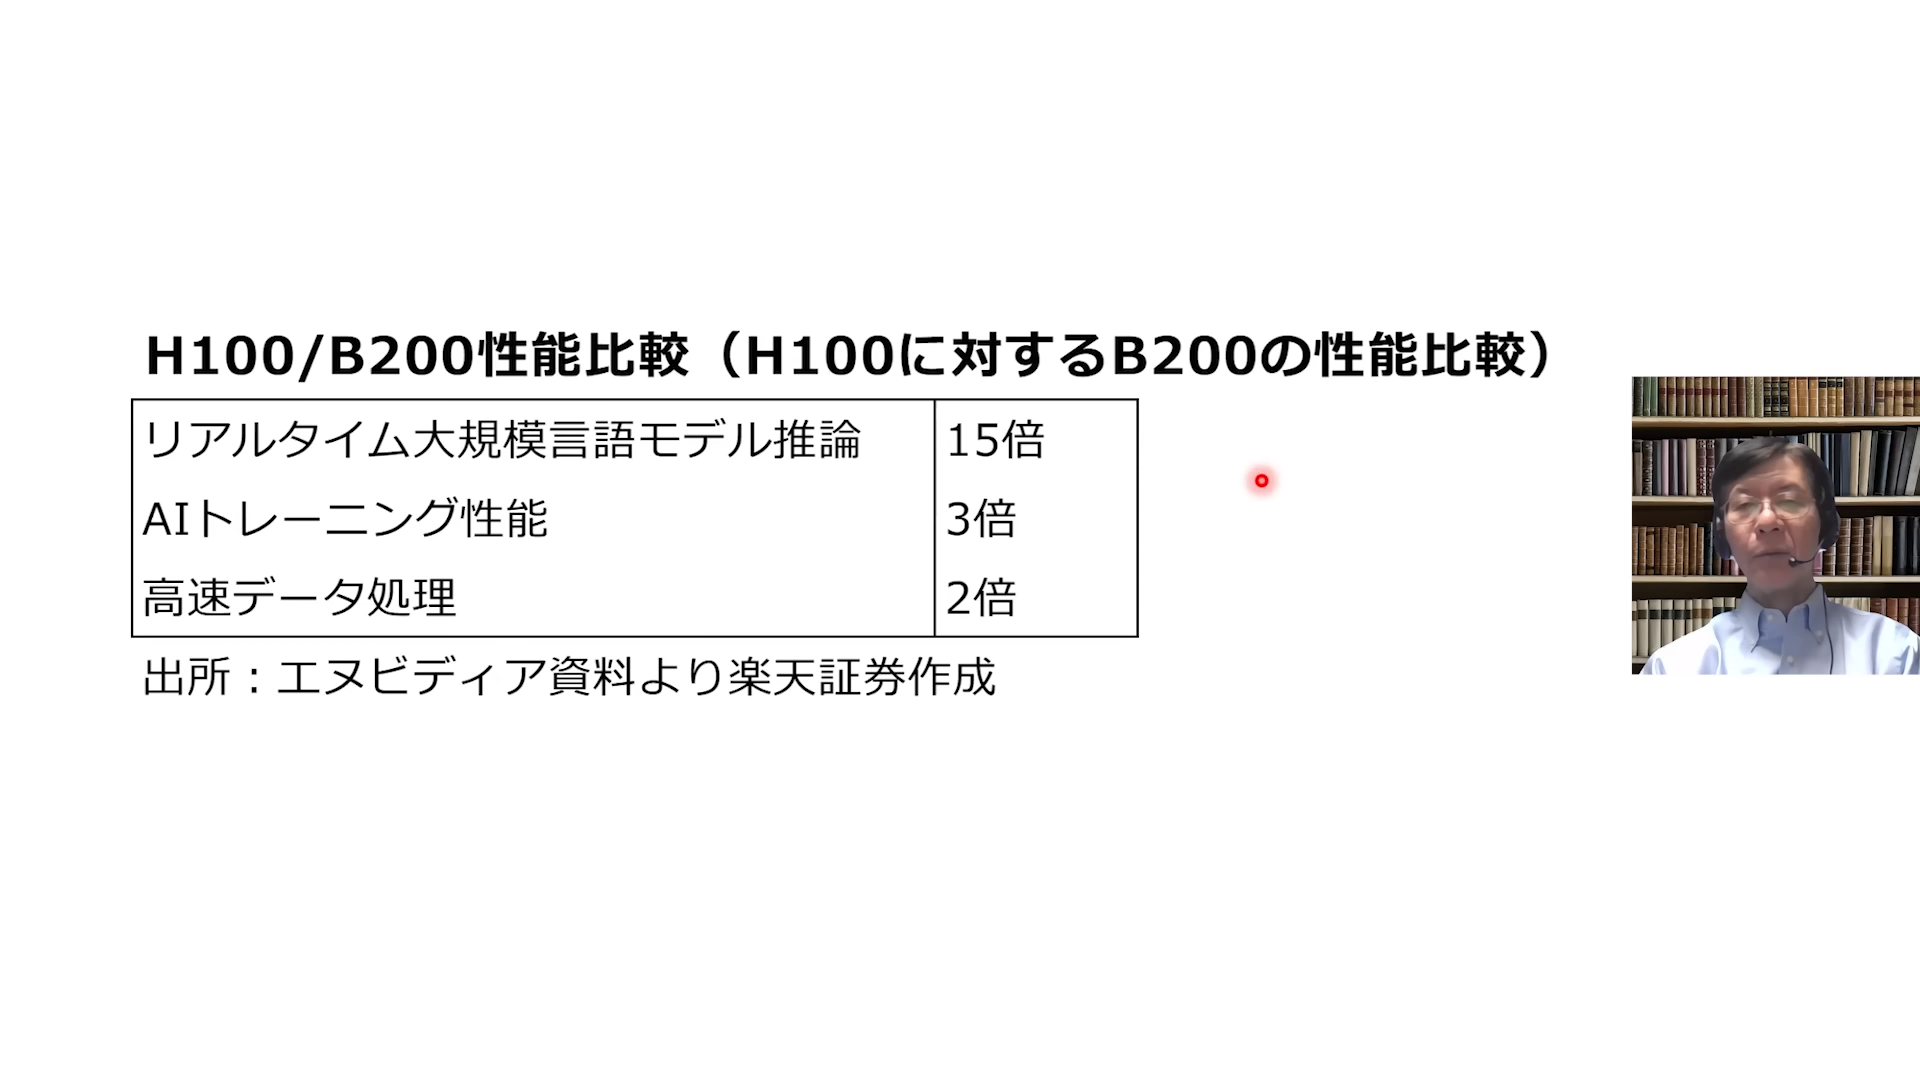 H100/B200性能比較（H100に対するB200の性能比較）
リアルタイム大規模言語モデル推論 15倍
AIトレーニング性能 3倍
高速データ処理 2倍
出所：エヌビディア資料より楽天証券作成